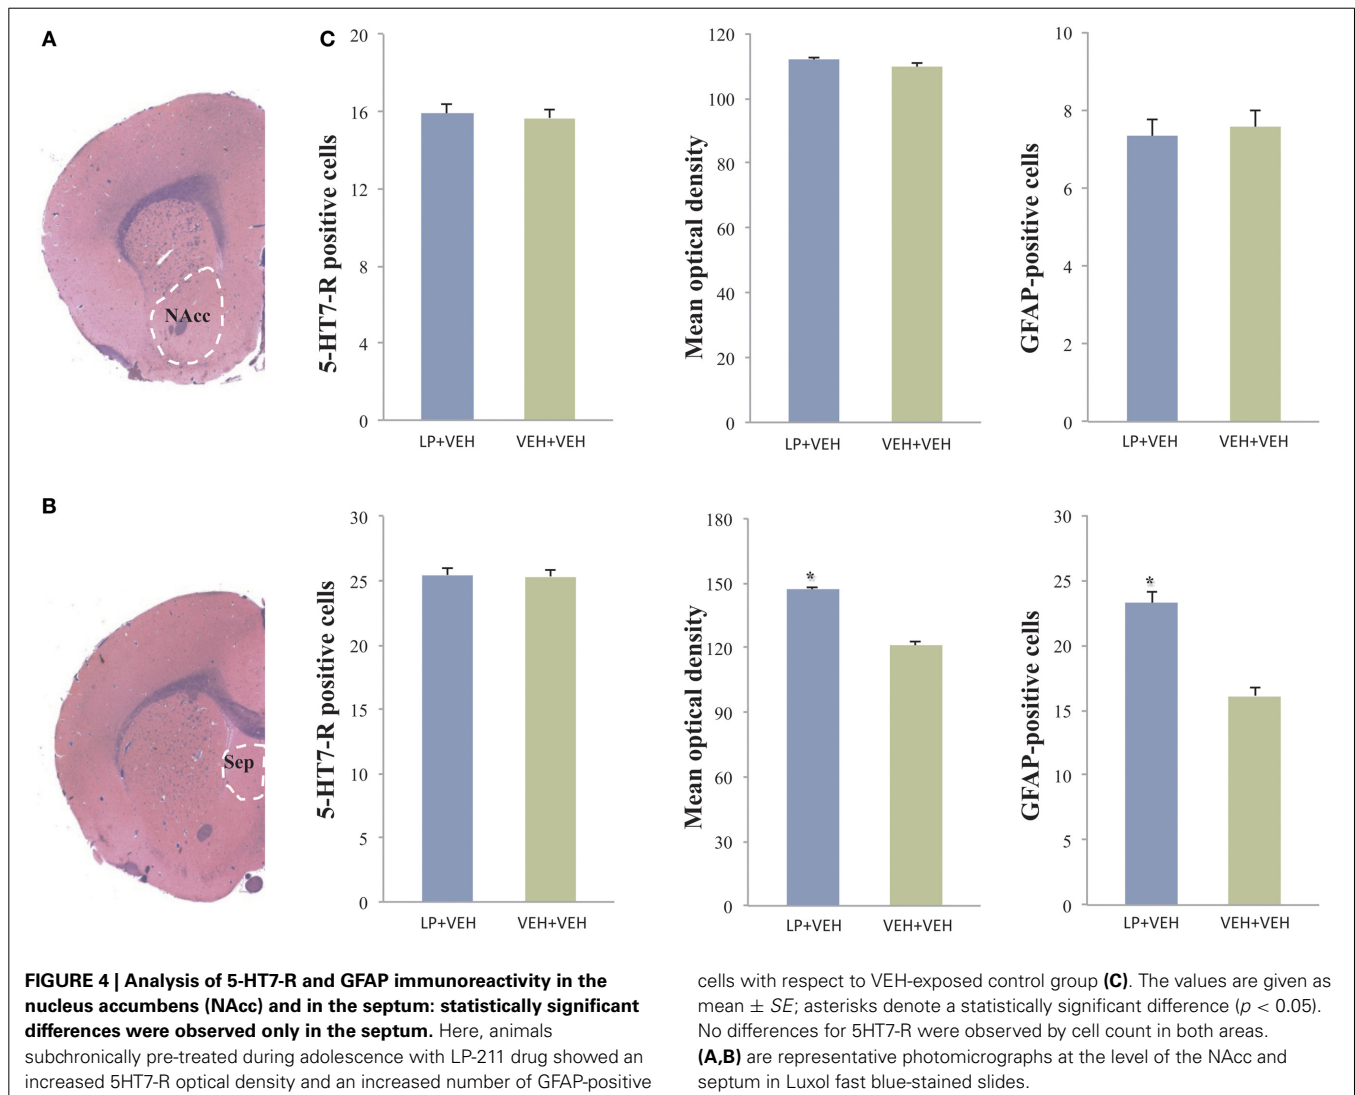 A
NAcc
C
20
16
12
8
4
0
5-HT7-R positive cells
LP+VEH VEH+VEH
120
100
80
60
40
20
0
Mean optical density
LP+VEH VEH+VEH
10
8
6
4
2
0
GFAP-positive cells
LP+VEH VEH+VEH
B
Sep
30
25
20
15
10
5
0
5-HT7-R positive cells
LP+VEH VEH+VEH
180
150
120
90
60
30
0
Mean optical density
*
LP+VEH VEH+VEH
30
25
20
15
10
5
0
GFAP-positive cells
*
LP+VEH VEH+VEH
FIGURE 4 | Analysis of 5-HT7-R and GFAP immunoreactivity in the
nucleus accumbens (NAcc) and in the septum: statistically significant
differences were observed only in the septum. Here, animals
subchronically pre-treated during adolescence with LP-211 drug showed an
increased 5HT7-R optical density and an increased number of GFAP-positive
cells with respect to VEH-exposed control group (C). The values are given as
mean ± SE; asterisks denote a statistically significant difference (p < 0.05).
No differences for 5HT7-R were observed by cell count in both areas.
(A,B) are representative photomicrographs at the level of the NAcc and
septum in Luxol fast blue-stained slides.